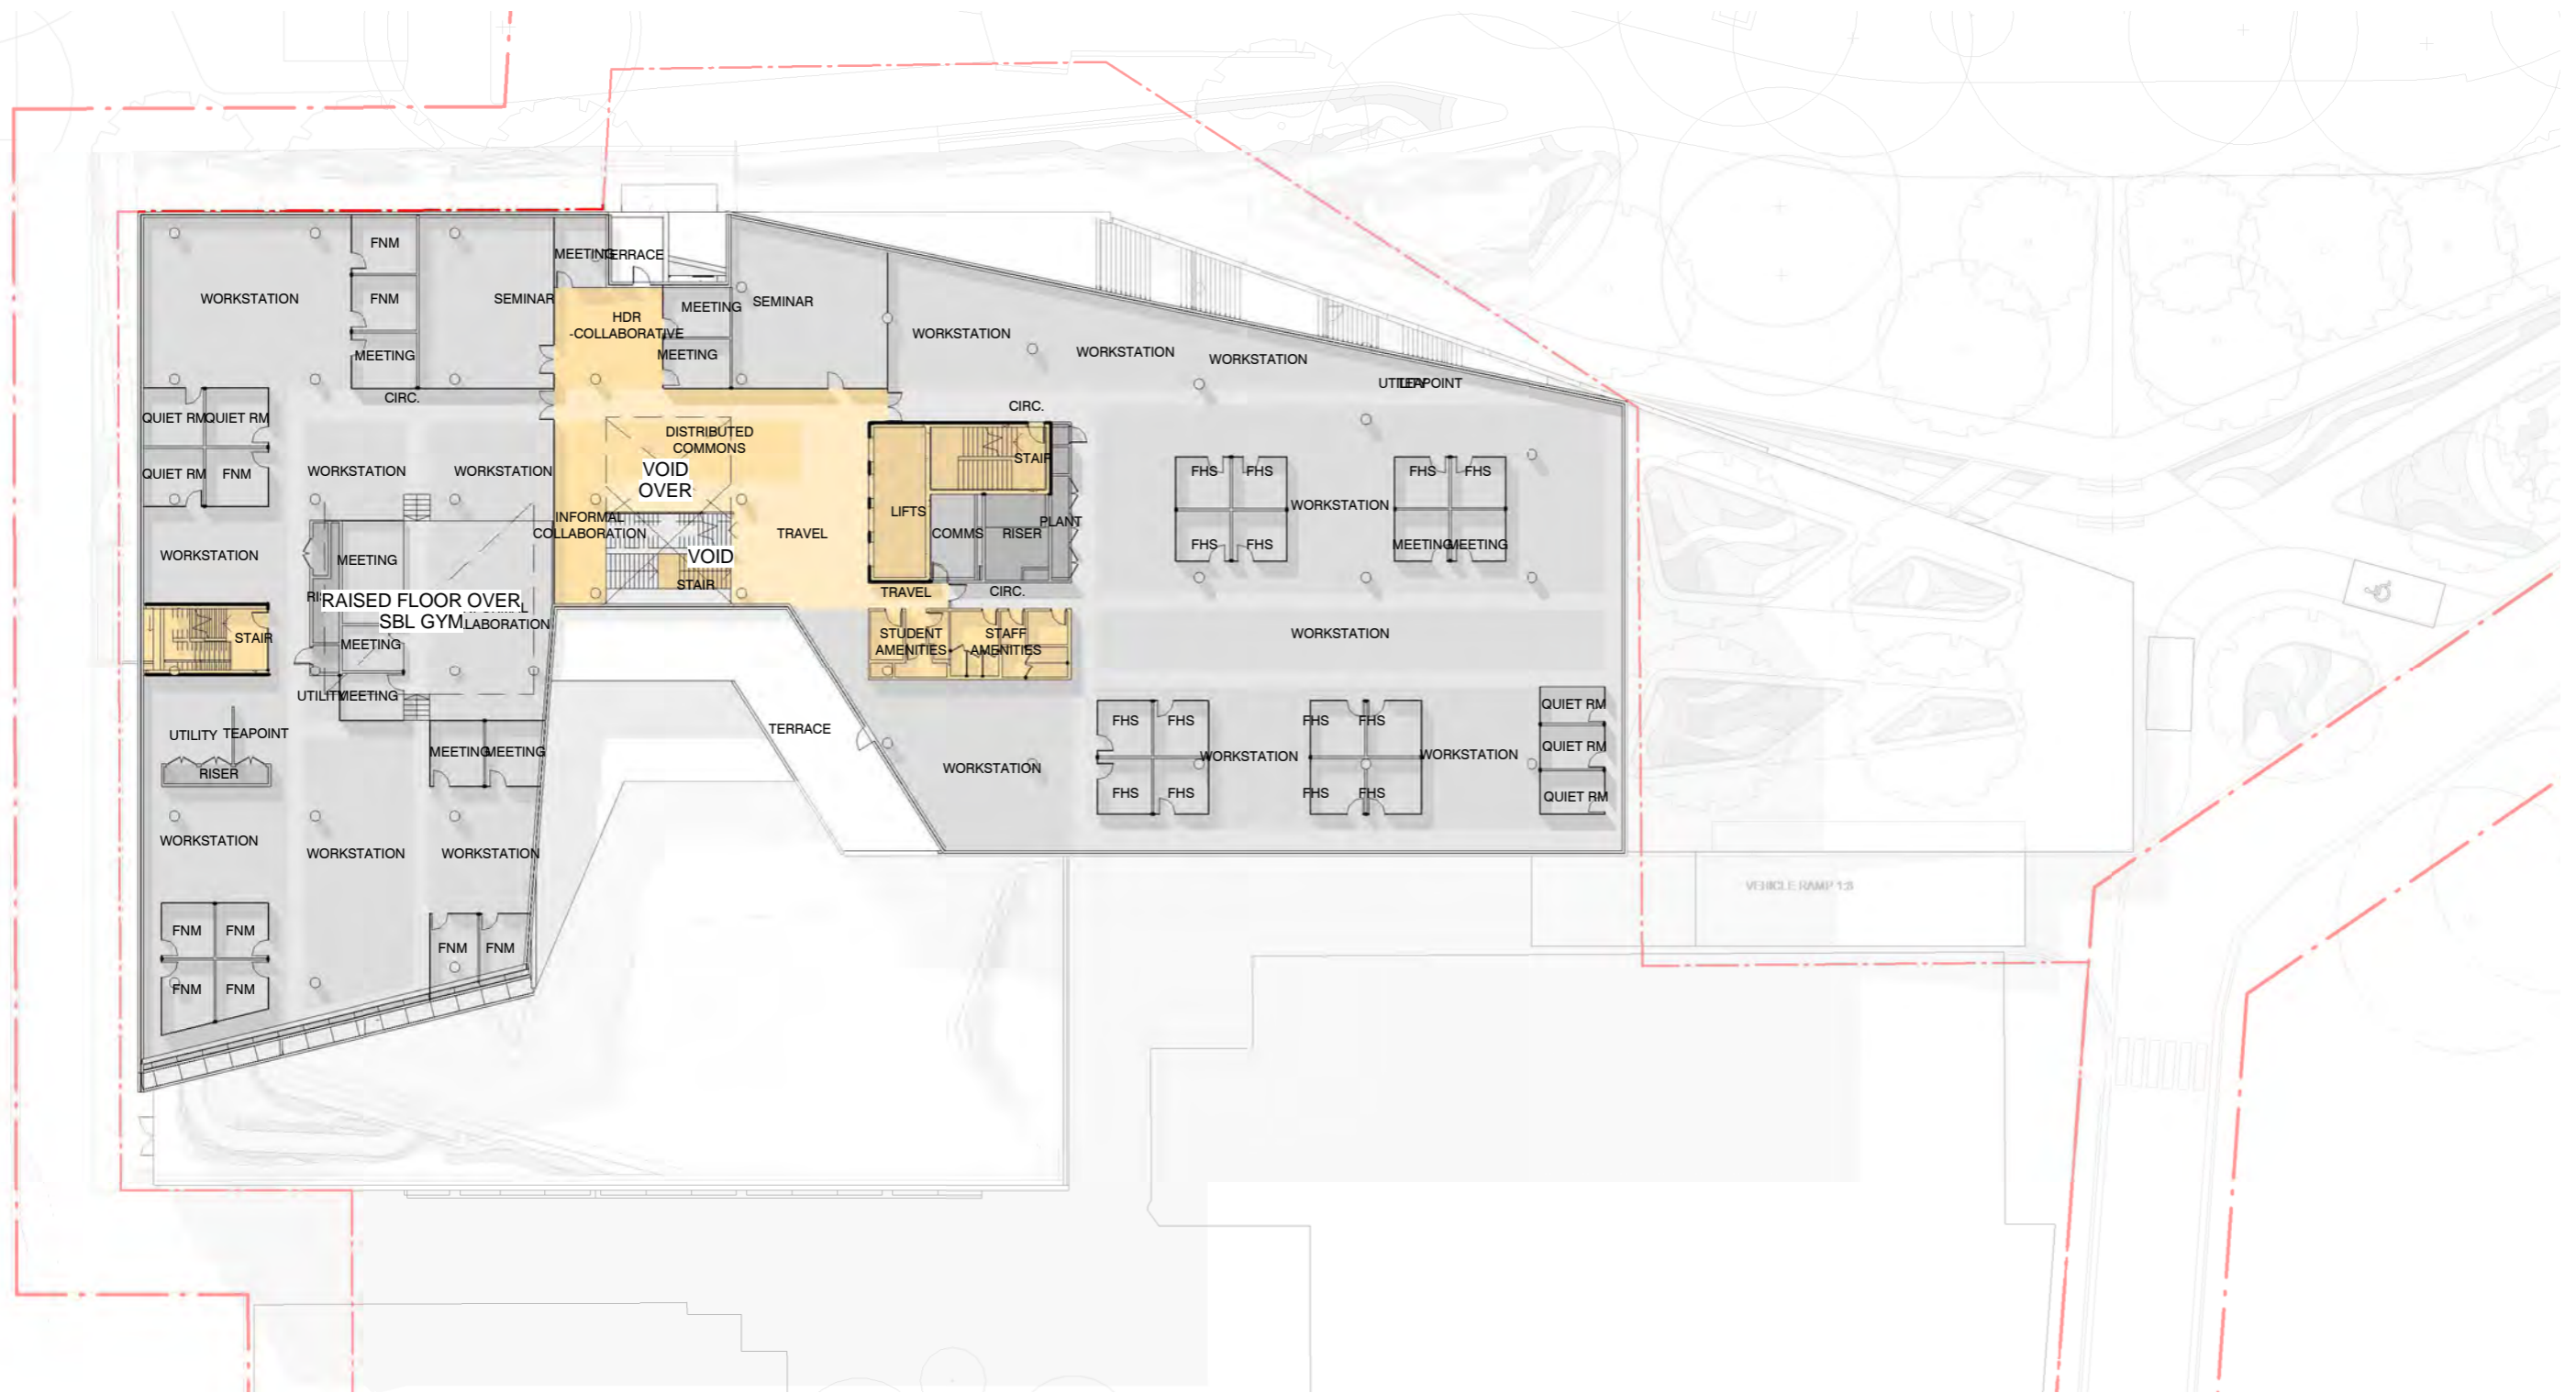 FNM
MEETING
TERRACE
WORKSTATION
FNM
SEMINAR
MEETING
SEMINAR
HDR
-COLLABORATIVE
WORKSTATION
MEETING
MEETING
WORKSTATION
WORKSTATION
UTILITY
TEAPOINT
CIRC.
CIRC.
QUIET RM
QUIET RM
DISTRIBUTED
COMMONS
STAIR
QUIET RM
FNM
WORKSTATION
WORKSTATION
VOID
OVER
FHS
FHS
FHS
FHS
WORKSTATION
LIFTS
INFORMAL
COLLABORATION
TRAVEL
COMMS
RISER
PLANT
WORKSTATION
MEETING
VOID
FHS
FHS
MEETING
MEETING
STAIR
TRAVEL
CIRC.
RAISED FLOOR OVER
SBL GYM
STAIR
MEETING
STUDENT
AMENITIES
STAFF
AMENITIES
WORKSTATION
UTILITY
MEETING
QUIET RM
UTILITY
TEAPOINT
TERRACE
FHS
FHS
FHS
FHS
MEETING
MEETING
WORKSTATION
WORKSTATION
QUIET RM
RISER
WORKSTATION
FHS
FHS
FHS
FHS
QUIET RM
WORKSTATION
WORKSTATION
WORKSTATION
VEHICLE RAMP 1:8
FNM
FNM
FNM
FNM
FNM
FNM